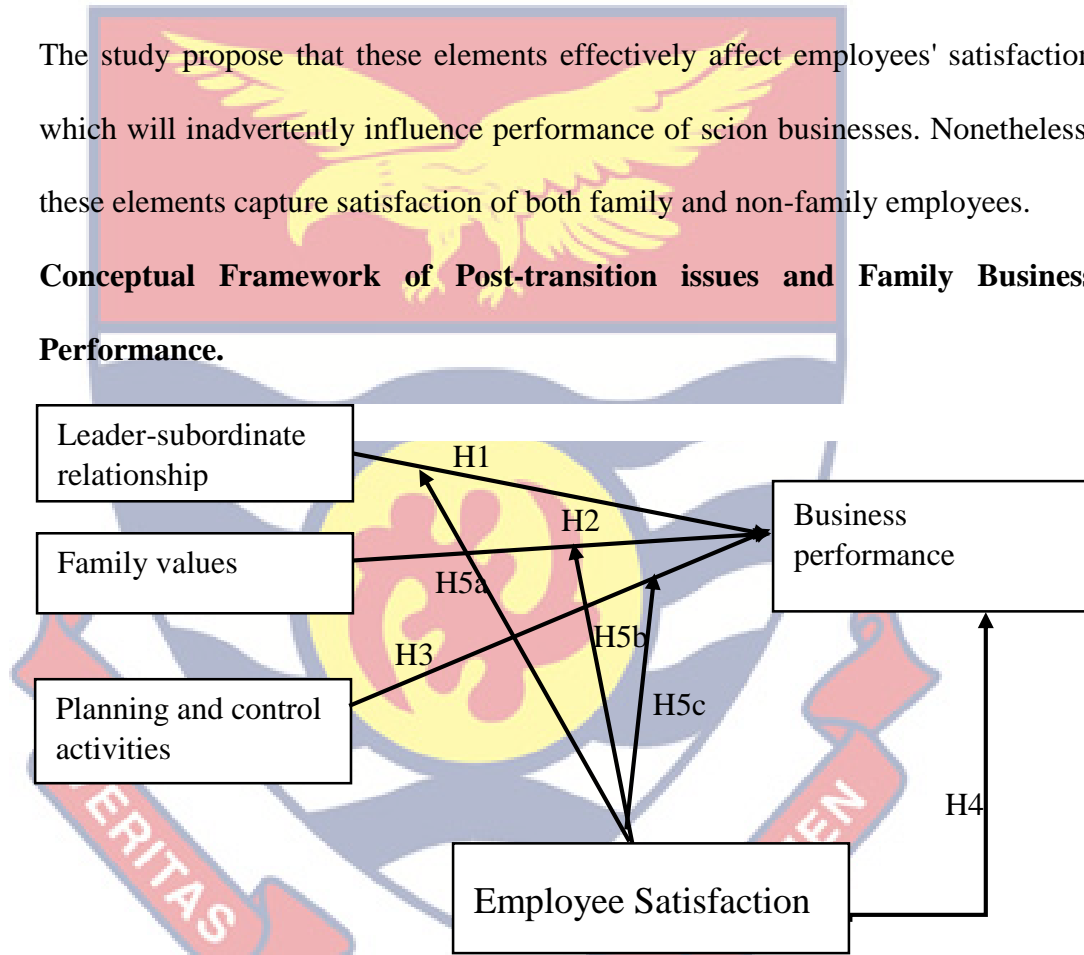 The study propose that these elements effectively affect employees' satisfaction
which will inadvertently influence performance of scion businesses. Nonetheless
these elements capture satisfaction of both family and non-family employees.
Conceptual Framework of Post-transition issues and Family Business
Performance.
Leader-subordinate
relationship
H1
Business
performance
H2
Family values
H5a
H3
H5b
Planning and control
activities
H5c
H4
Employee Satisfaction
VERITAS
EN